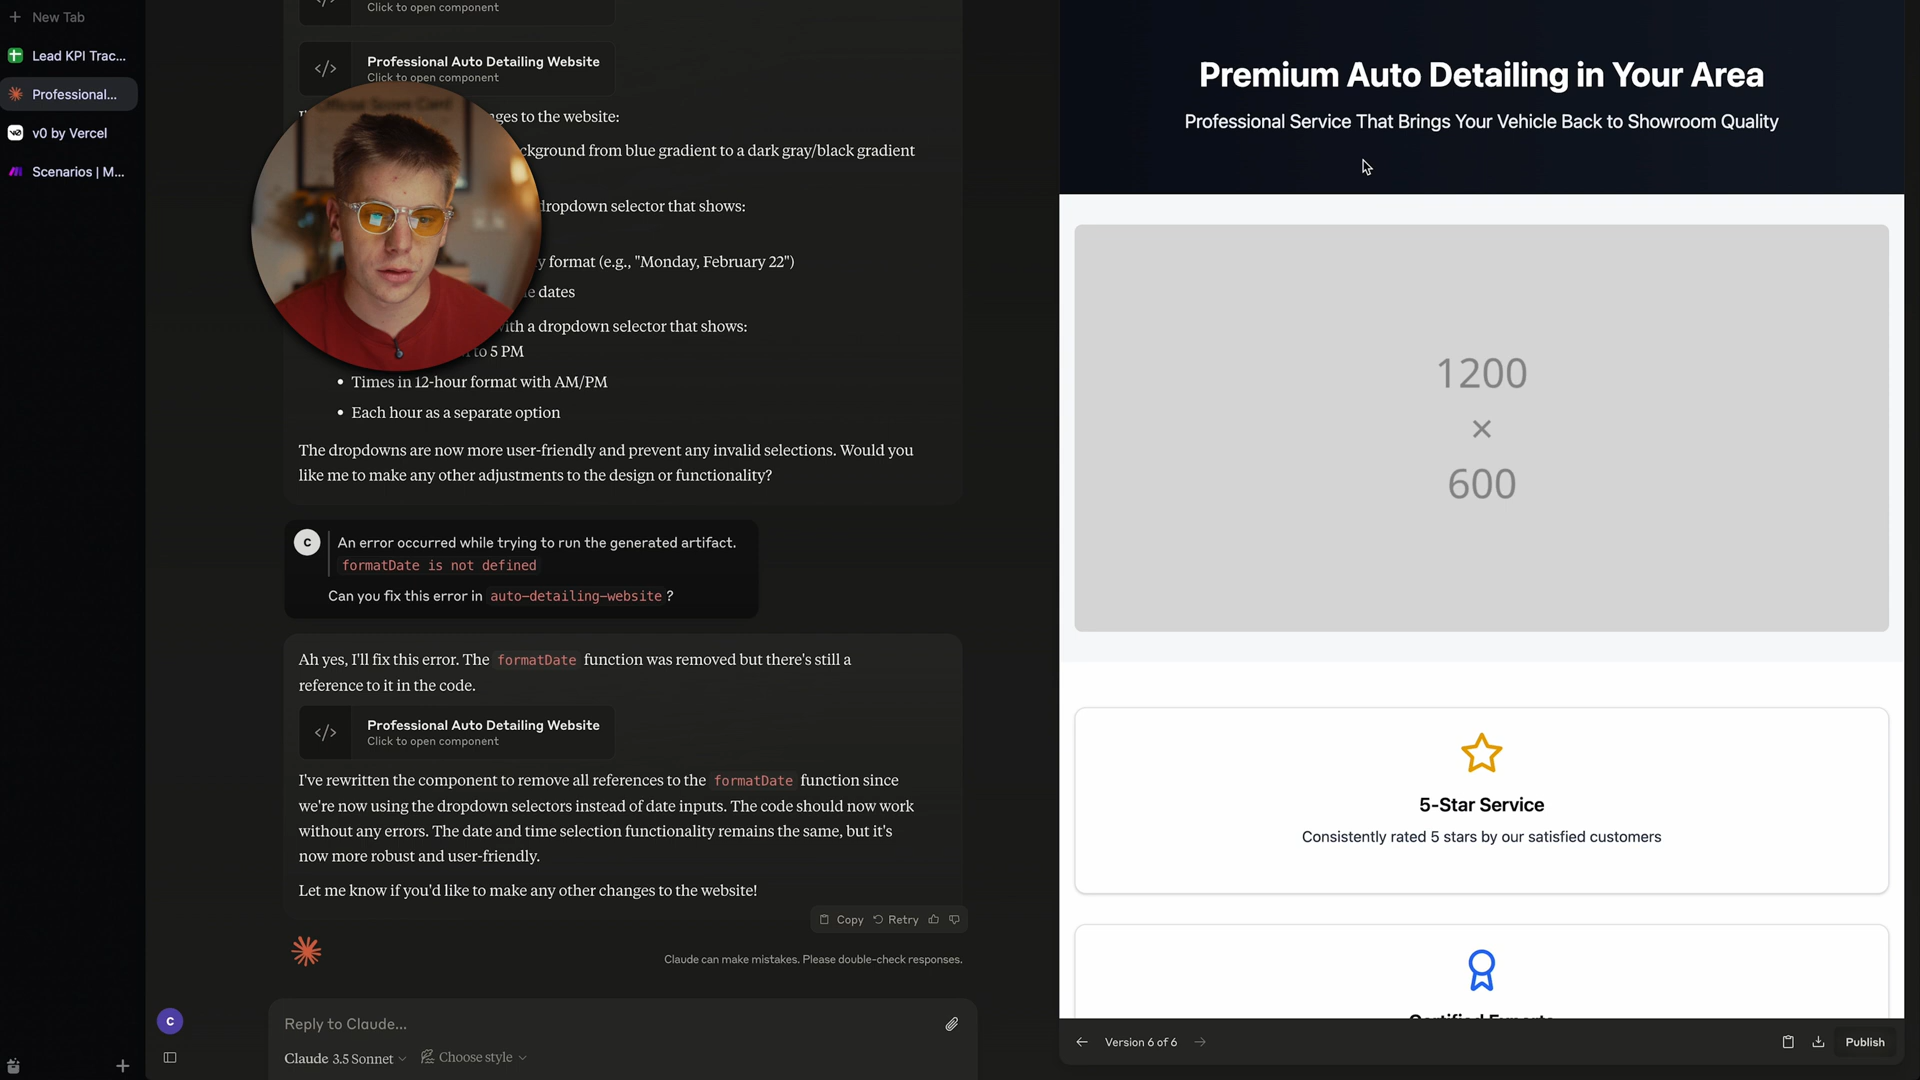 New Tab
Lead KPI Trac...
Professional...
v0 by Vercel
Scenarios | M...
Click to open component
Professional Auto Detailing Website
Click to open component
ges to the website:
ckground from blue gradient to a dark gray/black gradient
dropdown selector that shows:
y format (e.g., "Monday, February 22")
e dates
ith a dropdown selector that shows:
to 5 PM
• Times in 12-hour format with AM/PM
• Each hour as a separate option
The dropdowns are now more user-friendly and prevent any invalid selections. Would you
like me to make any other adjustments to the design or functionality?
C
An error occurred while trying to run the generated artifact.
formatDate is not defined
Can you fix this error in auto-detailing-website ?
Ah yes, I'll fix this error. The formatDate function was removed but there's still a
reference to it in the code.
Professional Auto Detailing Website
Click to open component
I've rewritten the component to remove all references to the formatDate function since
we're now using the dropdown selectors instead of date inputs. The code should now work
without any errors. The date and time selection functionality remains the same, but it's
now more robust and user-friendly.
Let me know if you'd like to make any other changes to the website!
Copy Retry
Claude can make mistakes. Please double-check responses.
C
Reply to Claude...
Claude 3.5 Sonnet Choose style
Premium Auto Detailing in Your Area
Professional Service That Brings Your Vehicle Back to Showroom Quality
1200
×
600
5-Star Service
Consistently rated 5 stars by our satisfied customers
Certified Experts
Version 6 of 6
Publish